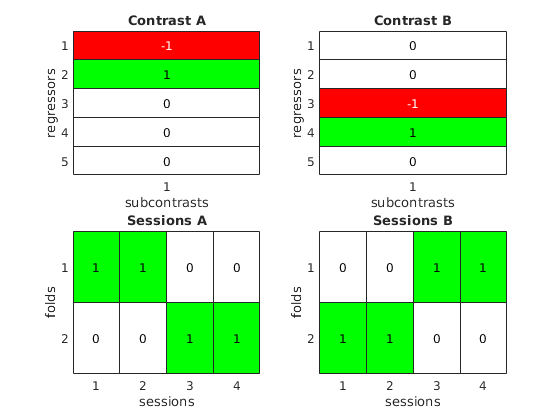 Contrast A
1 -1
2 1
3 0
4 0
5 0
regressors
1
subcontrasts
Contrast B
1 0
2 0
3 -1
4 1
5 0
regressors
1
subcontrasts
Sessions A
1 1 1 0 0
2 0 0 1 1
folds
1 2 3 4
sessions
Sessions B
1 0 0 1 1
2 1 1 0 0
folds
1 2 3 4
sessions